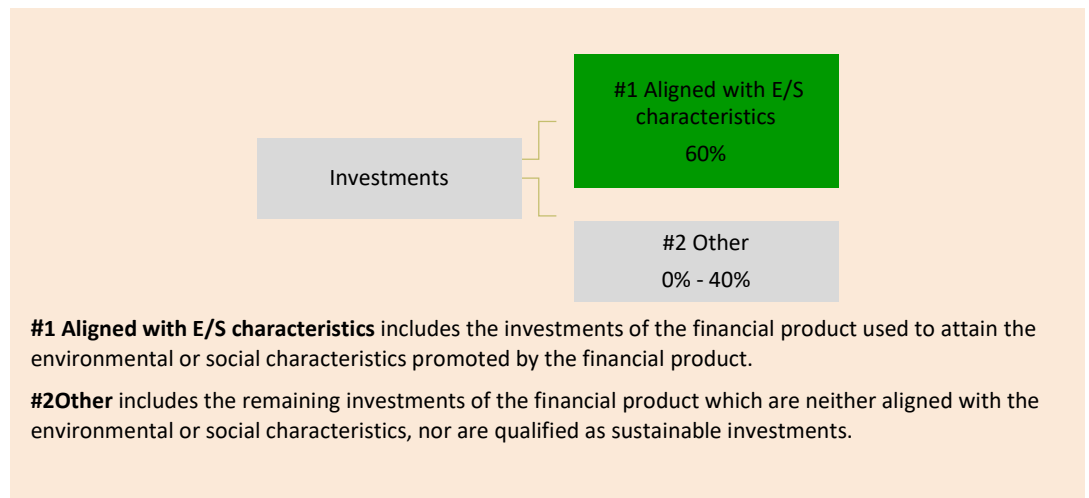 #1 Aligned with E/S
characteristics
60%
Investments
#2 Other
0% - 40%
#1 Aligned with E/S characteristics includes the investments of the financial product used to attain the
environmental or social characteristics promoted by the financial product.
#2Other includes the remaining investments of the financial product which are neither aligned with the
environmental or social characteristics, nor are qualified as sustainable investments.